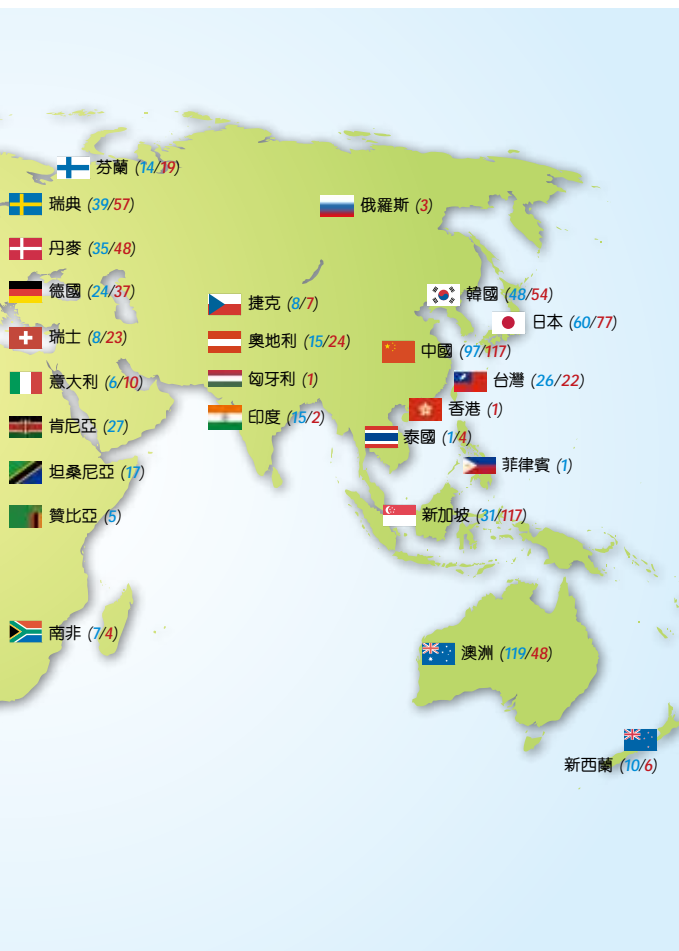 芬蘭 (14/19)
瑞典 (39/57)
俄羅斯 (3)
丹麥 (35/48)
德國 (24/37)
捷克 (8/7)
韓國 (48/54)
日本 (60/77)
瑞士 (8/23)
奧地利 (15/24)
中國 (97/117)
意大利 (6/10)
匈牙利 (1)
台灣 (26/22)
香港 (1)
肯尼亞 (27)
印度 (15/2)
泰國 (1/4)
坦桑尼亞 (17)
菲律賓 (1)
贊比亞 (5)
新加坡 (31/117)
南非 (7/4)
澳洲 (119/48)
新西蘭 (10/6)